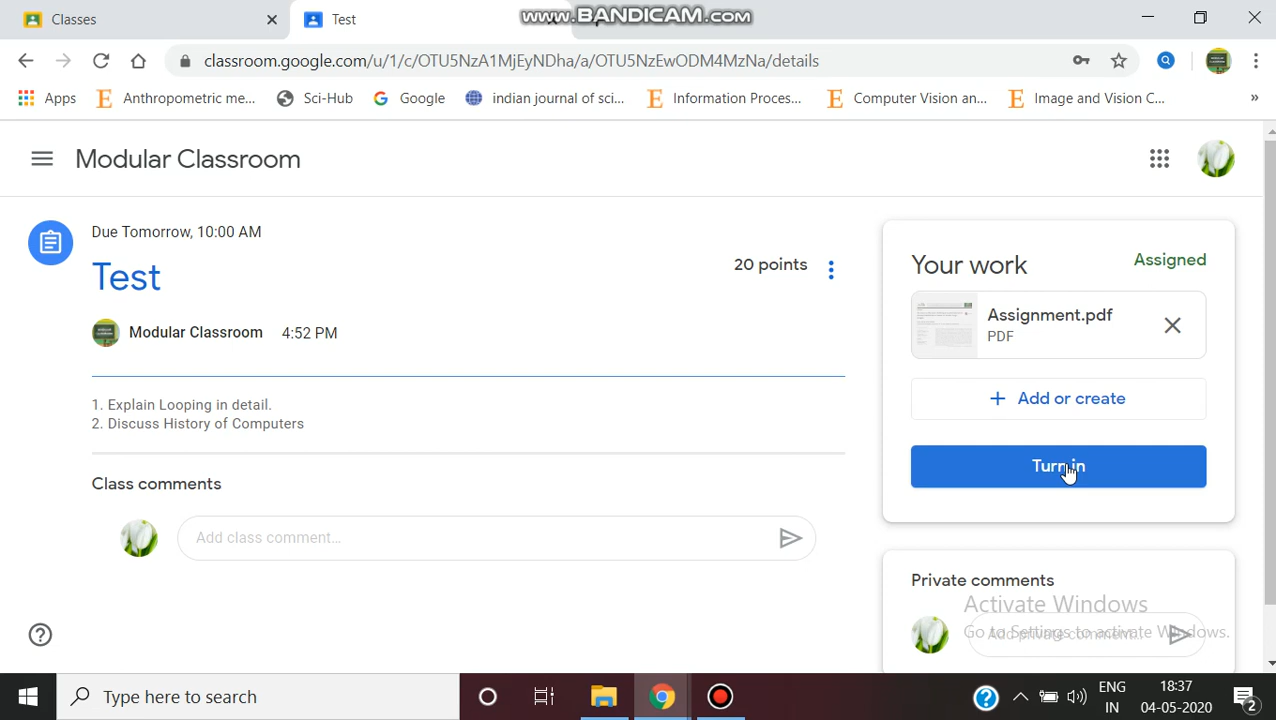 Classes
Test
www.BANDICAM.com
classroom.google.com/u/1/c/OTU5NzA1MjEyNDha/a/OTU5NzEwODM4MzNa/details
Apps
Anthropometric me...
Sci-Hub
Google
indian journal of sci...
Information Proces...
Computer Vision an...
Image and Vision C...
Modular Classroom
Due Tomorrow, 10:00 AM
Test
20 points
Modular Classroom 4:52 PM
1. Explain Looping in detail.
2. Discuss History of Computers
Class comments
Add class comment...
Your work
Assigned
Assignment.pdf
PDF
Add or create
Turn in
Private comments
Add private comment...
Activate Windows
Go to Settings to activate Windows.
Type here to search
ENG
IN
18:37
04-05-2020
2